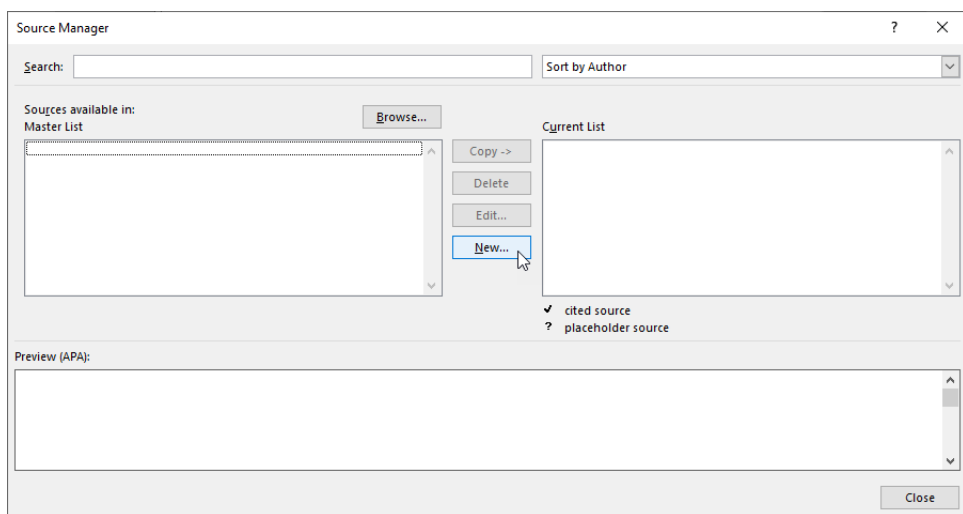 Source Manager
?
Search:
Sort by Author
Sources available in:
Master List
Browse...
Current List
Copy ->
Delete
Edit...
New...
cited source
? placeholder source
Preview (APA):
Close